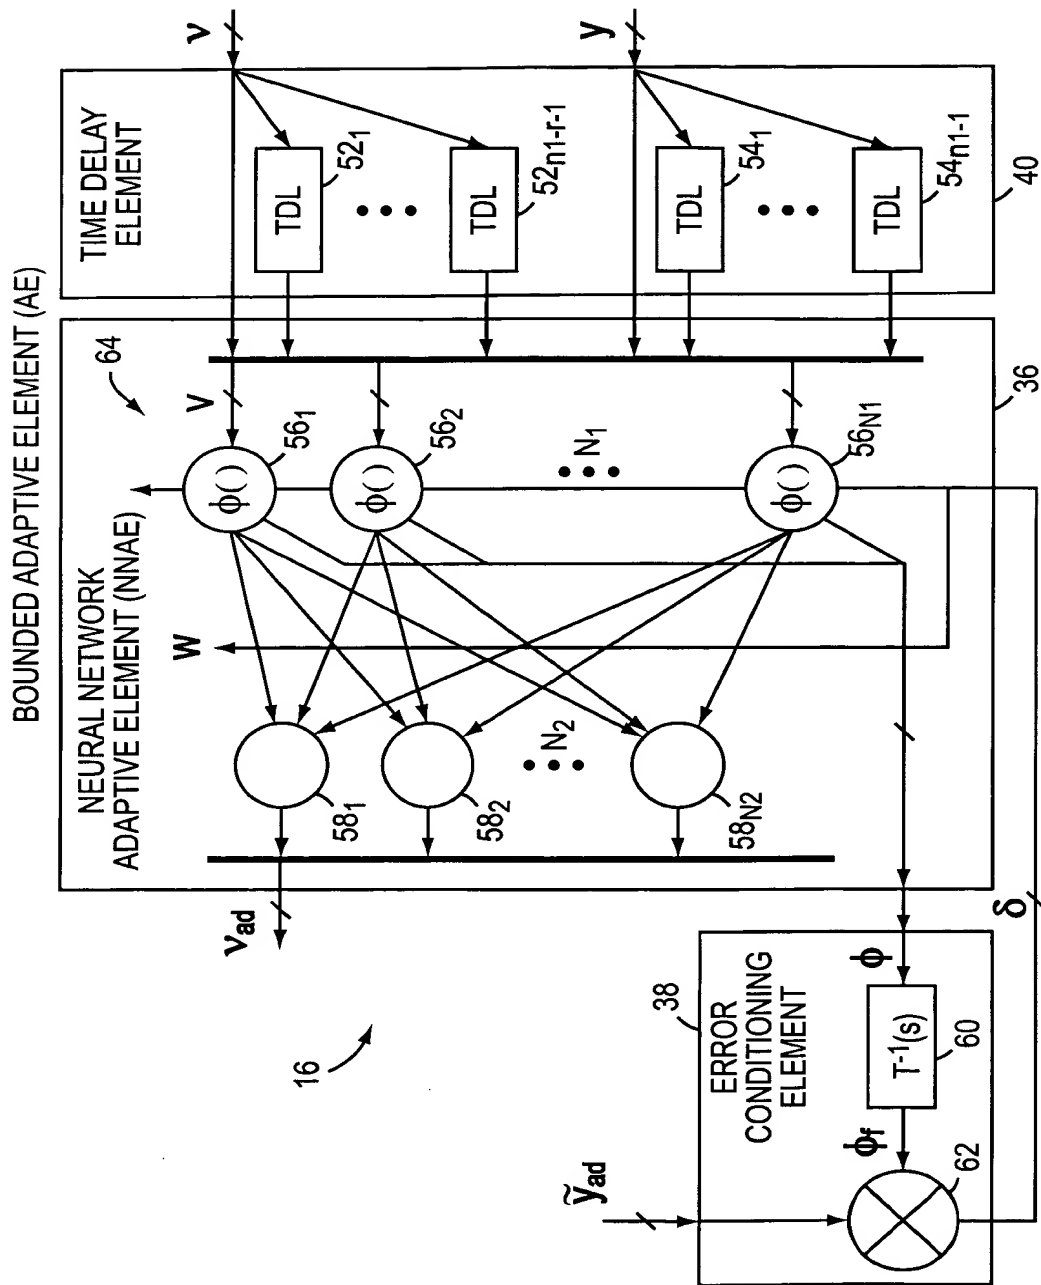 BOUNDED ADAPTIVE ELEMENT (AE)
TIME DELAY
ELEMENT
ν
y
TDL
52₁
TDL
52ₙ₁₋ᵣ₋₁
TDL
54₁
TDL
54ₙ₁₋₁
40
NEURAL NETWORK
ADAPTIVE ELEMENT (NNAE)
64
V
ϕ()
56₁
ϕ()
56₂
N₁
ϕ()
56N1
36
W
58₁
58₂
N₂
58N2
νad
16
δ
38
ERROR
CONDITIONING
ELEMENT
ϕ
T⁻¹(s)
60
ϕf
62
ỹad